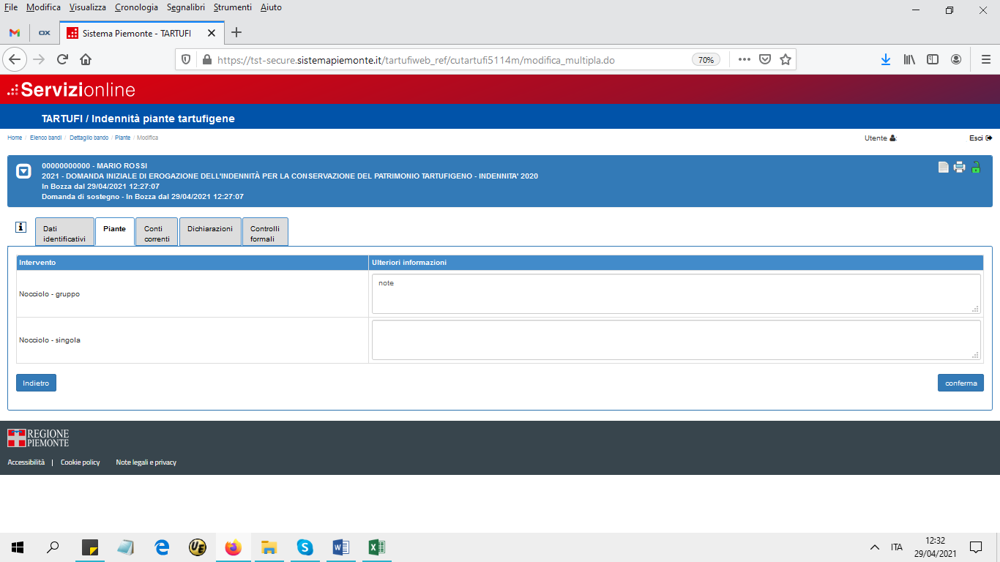 File Modifica Visualizza Cronologia Segnalibri Strumenti Aiuto
Sistema Piemonte - TARTUFI
https://tst-secure.sistemapiemonte.it/tartufiweb_ref/cutartufi5114m/modifica_multipla.do 70%
Servizionline
TARTUFI / Indennità piante tartufigene
Home / Elenco bandi / Dettaglio bando / Piante / Modifica
Utente :
Esci
00000000000 - MARIO ROSSI
2021 - DOMANDA INIZIALE DI EROGAZIONE DELL'INDENNITÀ PER LA CONSERVAZIONE DEL PATRIMONIO TARTUFIGENO - INDENNITA' 2020
In Bozza dal 29/04/2021 12:27:07
Domanda di sostegno - In Bozza dal 29/04/2021 12:27:07
Dati identificativi
Piante
Conti correnti
Dichiarazioni
Controlli formali
Intervento Ulteriori informazioni
Nocciolo - gruppo note
Nocciolo - singola
Indietro conferma
REGIONE
PIEMONTE
Accessibilità | Cookie policy Note legali e privacy
ITA
12:32
29/04/2021